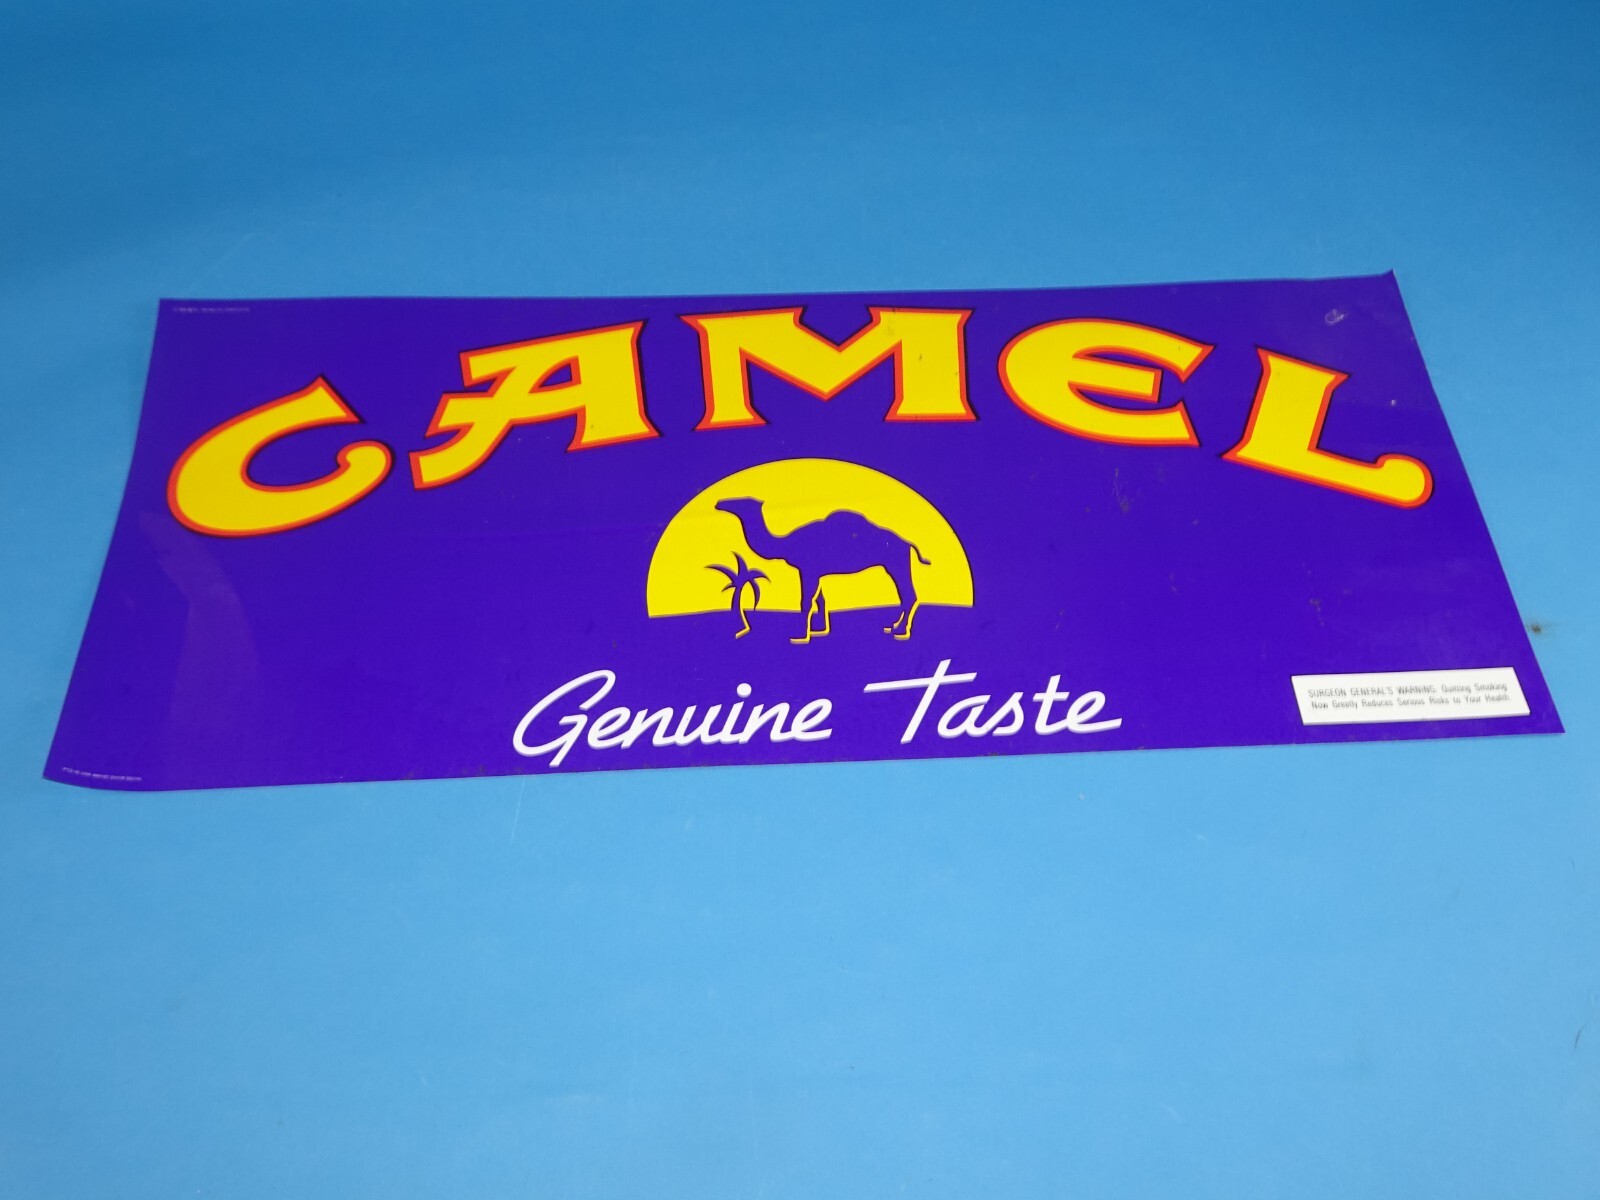 CAMEL
Genuine Taste
SURGEON GENERAL'S WARNING: Quitting Smoking
Now Greatly Reduces Serious Risks to Your Health.